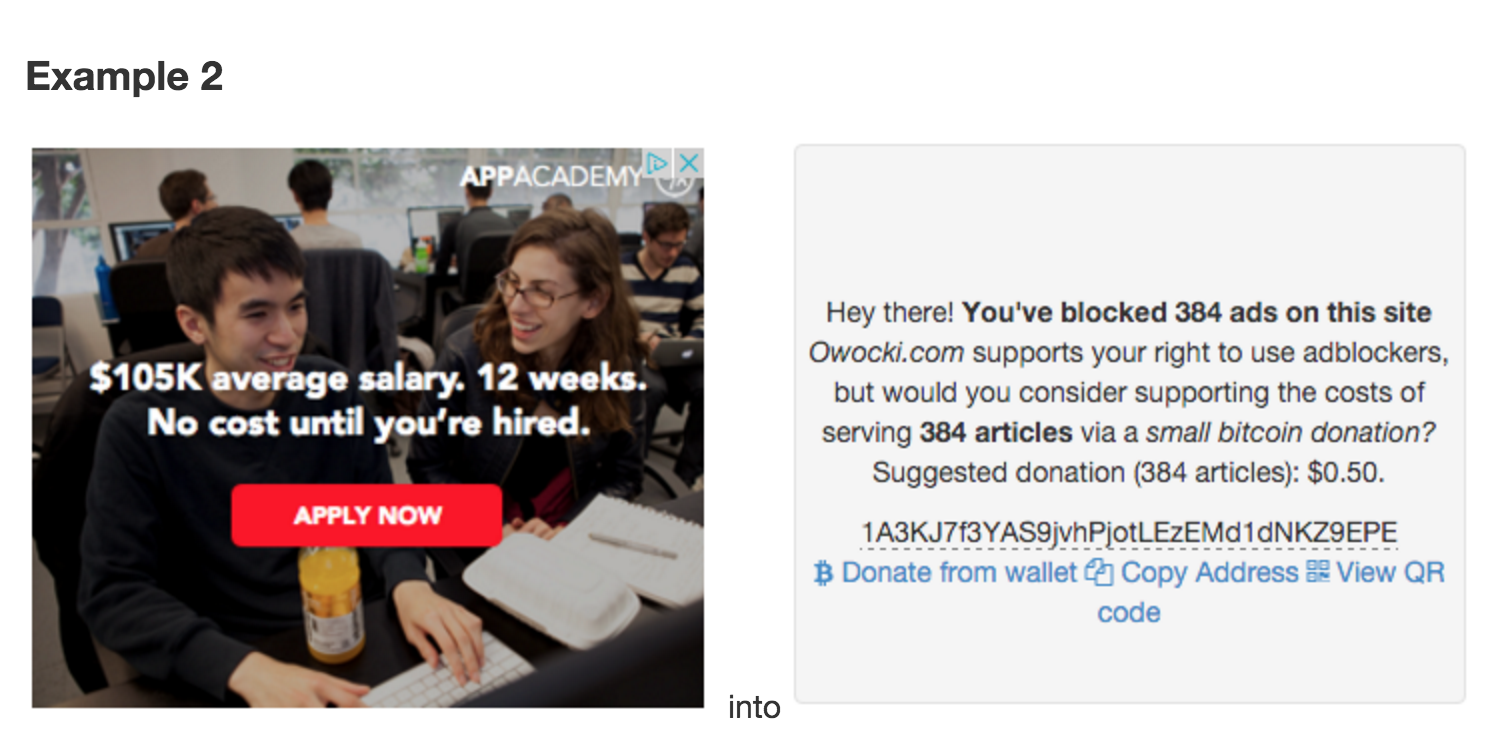 Example 2
APPACADEMY
$105K average salary. 12 weeks.
No cost until you're hired.
APPLY NOW
into
Hey there! You've blocked 384 ads on this site
Owocki.com supports your right to use adblockers,
but would you consider supporting the costs of
serving 384 articles via a small bitcoin donation?
Suggested donation (384 articles): $0.50.
1A3KJ7f3YAS9jvhPjotLEzEMd1dNKZ9EPE
Donate from wallet Copy Address View QR
code